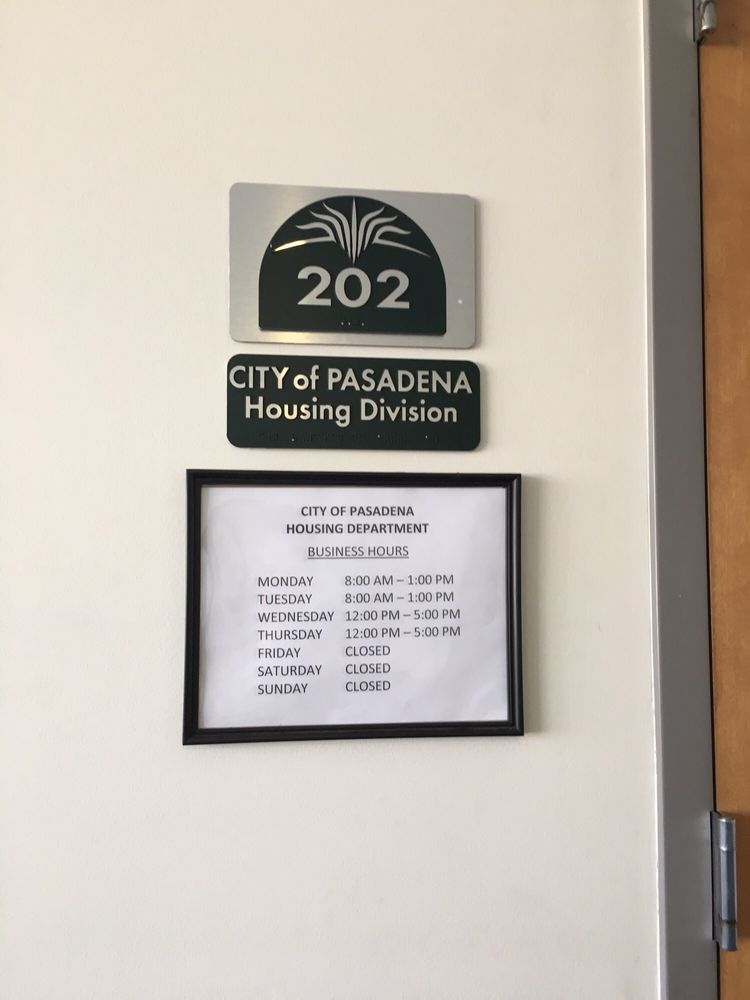 202
CITY of PASADENA
Housing Division
CITY OF PASADENA
HOUSING DEPARTMENT
BUSINESS HOURS
MONDAY 8:00 AM – 1:00 PM
TUESDAY 8:00 AM – 1:00 PM
WEDNESDAY 12:00 PM – 5:00 PM
THURSDAY 12:00 PM – 5:00 PM
FRIDAY CLOSED
SATURDAY CLOSED
SUNDAY CLOSED